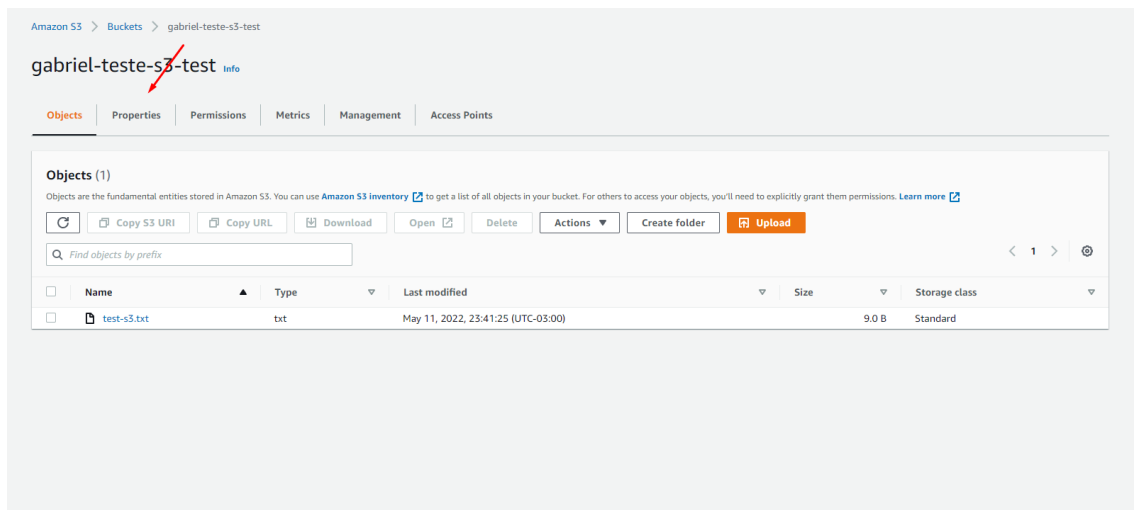 Amazon S3 > Buckets > gabriel-teste-s3-test
gabriel-teste-s3-test Info
Objects Properties Permissions Metrics Management Access Points
Objects (1)
Objects are the fundamental entities stored in Amazon S3. You can use Amazon S3 inventory to get a list of all objects in your bucket. For others to access your objects, you'll need to explicitly grant them permissions. Learn more
Copy S3 URI Copy URL Download Open Delete Actions Create folder Upload
Find objects by prefix
< 1 >
Name Type Last modified Size Storage class
test-s3.txt txt May 11, 2022, 23:41:25 (UTC-03:00) 9.0 B Standard